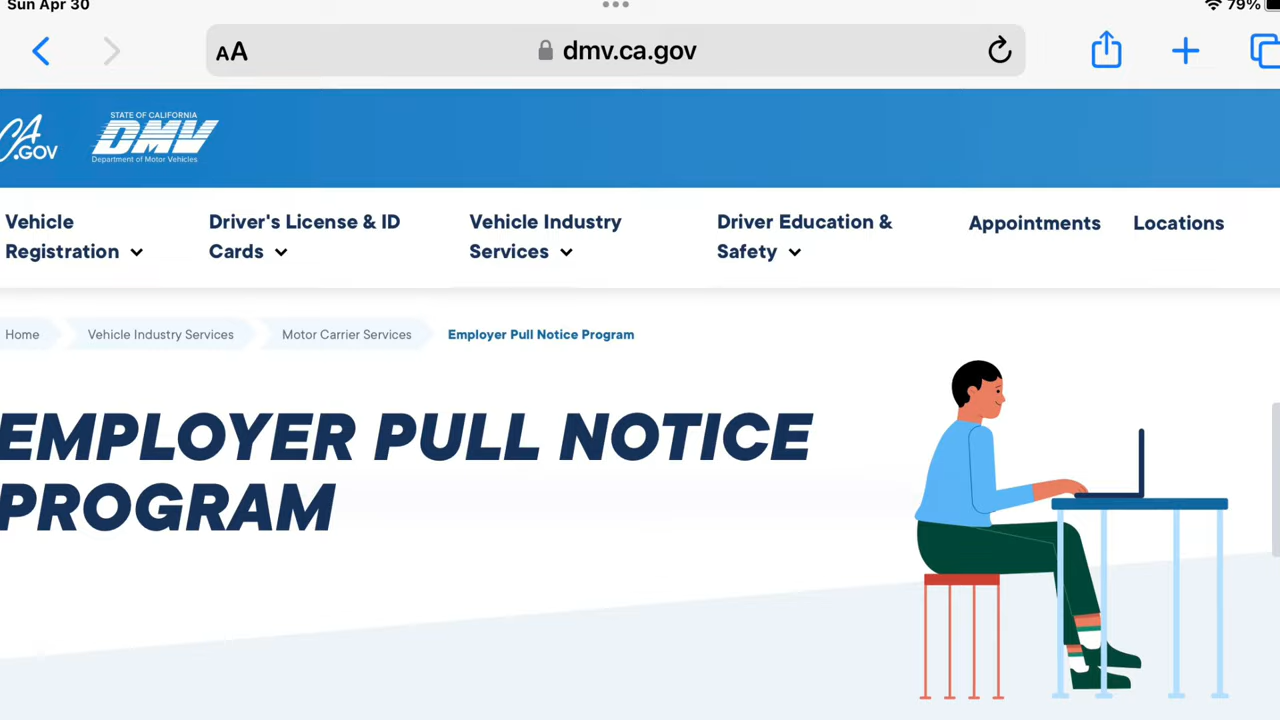 Sun Apr 30
79%
AA
dmv.ca.gov
CA
.GOV
STATE OF CALIFORNIA
DMV
Department of Motor Vehicles
Vehicle
Registration
Driver's License & ID
Cards
Vehicle Industry
Services
Driver Education &
Safety
Appointments
Locations
Home
Vehicle Industry Services
Motor Carrier Services
Employer Pull Notice Program
EMPLOYER PULL NOTICE
PROGRAM